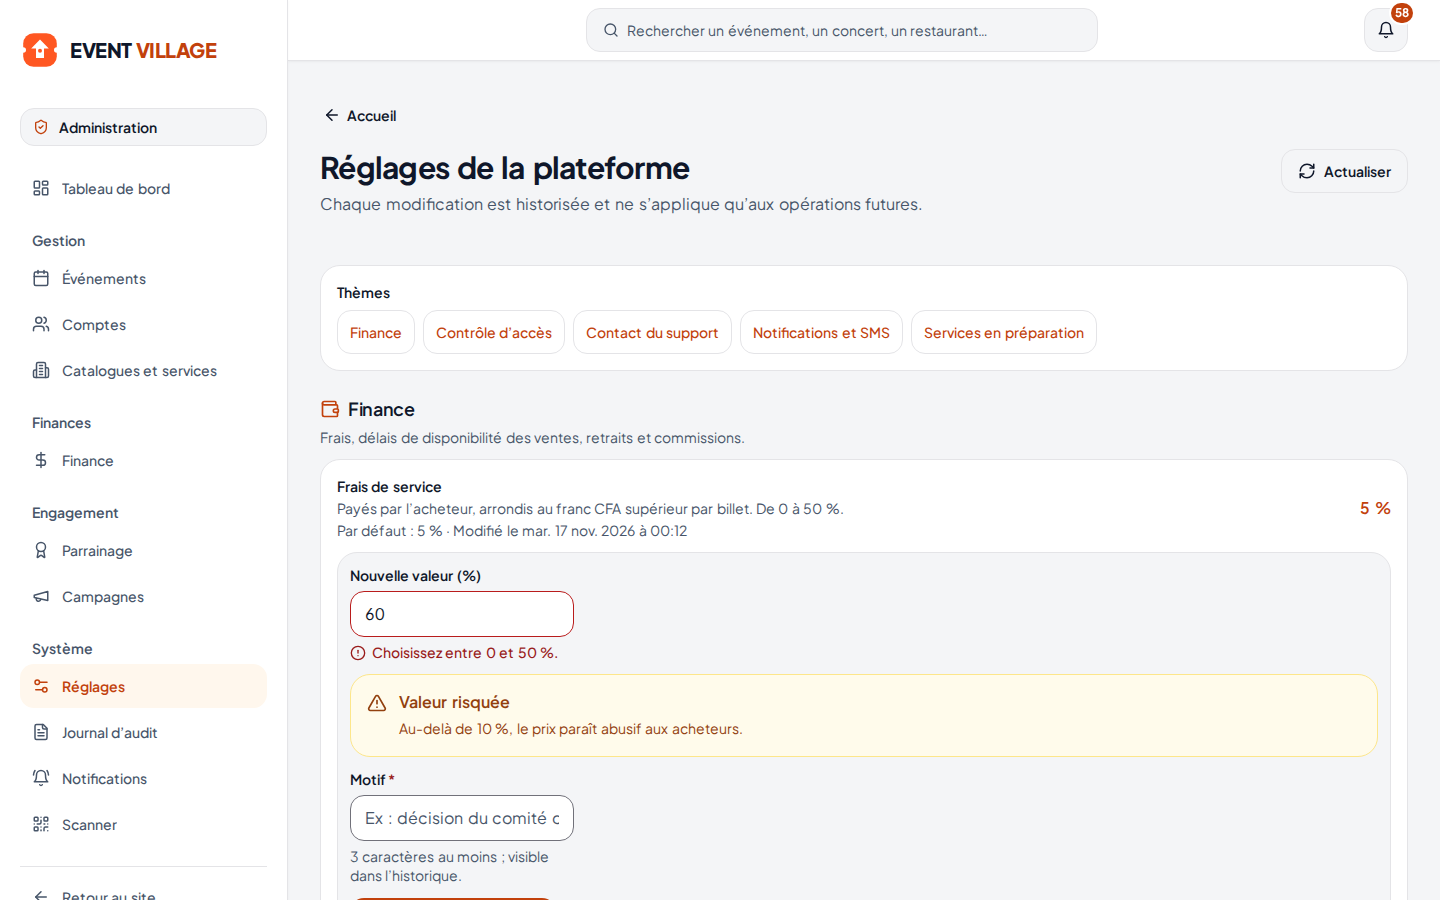 EVENT VILLAGE
Rechercher un événement, un concert, un restaurant…
58
Administration
Tableau de bord
Gestion
Événements
Comptes
Catalogues et services
Finances
Finance
Engagement
Parrainage
Campagnes
Système
Réglages
Journal d’audit
Notifications
Scanner
Retour au site
Accueil
Réglages de la plateforme
Chaque modification est historisée et ne s’applique qu’aux opérations futures.
Actualiser
Thèmes
Finance
Contrôle d’accès
Contact du support
Notifications et SMS
Services en préparation
Finance
Frais, délais de disponibilité des ventes, retraits et commissions.
Frais de service
Payés par l’acheteur, arrondis au franc CFA supérieur par billet. De 0 à 50 %.
5 %
Par défaut : 5 % · Modifié le mar. 17 nov. 2026 à 00:12
Nouvelle valeur (%)
60
Choisissez entre 0 et 50 %.
Valeur risquée
Au-delà de 10 %, le prix paraît abusif aux acheteurs.
Motif *
Ex : décision du comité
3 caractères au moins ; visible
dans l’historique.